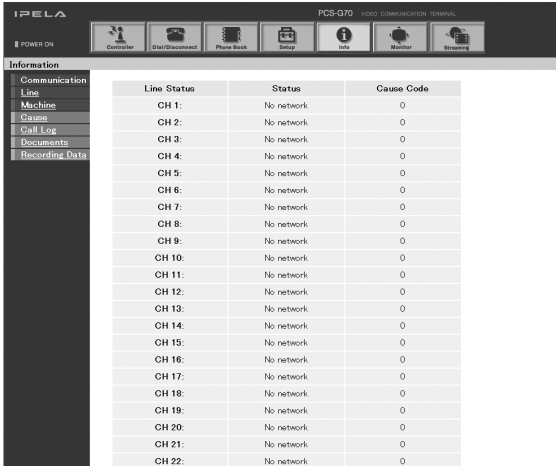 IPELA
PCS-G70 VIDEO COMMUNICATION TERMINAL
POWER ON
Controller
Dial/Disconnect
Phone Book
Setup
Info
Monitor
Streaming
Information
Communication
Line
Machine
Cause
Call Log
Documents
Recording Data
Line Status Status Cause Code
CH 1: No network 0
CH 2: No network 0
CH 3: No network 0
CH 4: No network 0
CH 5: No network 0
CH 6: No network 0
CH 7: No network 0
CH 8: No network 0
CH 9: No network 0
CH 10: No network 0
CH 11: No network 0
CH 12: No network 0
CH 13: No network 0
CH 14: No network 0
CH 15: No network 0
CH 16: No network 0
CH 17: No network 0
CH 18: No network 0
CH 19: No network 0
CH 20: No network 0
CH 21: No network 0
CH 22: No network 0